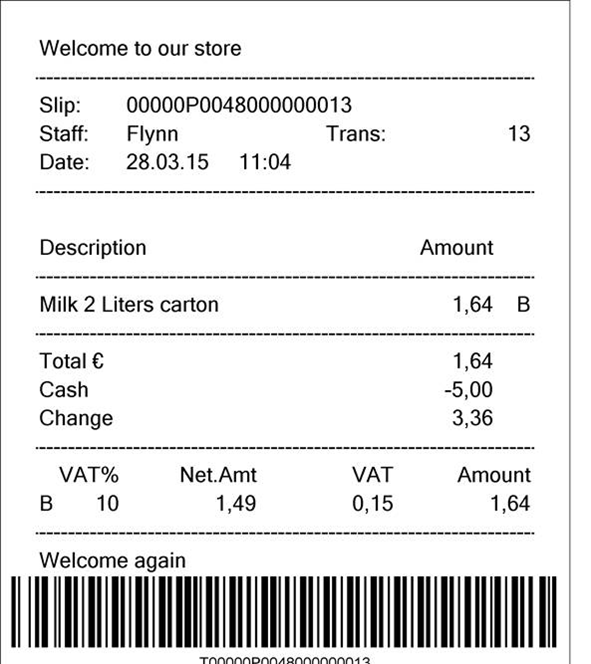 Welcome to our store
Slip: 00000P0048000000013
Staff: Flynn Trans: 13
Date: 28.03.15 11:04
Description Amount
Milk 2 Liters carton 1,64 B
Total € 1,64
Cash -5,00
Change 3,36
VAT% Net.Amt VAT Amount
B 10 1,49 0,15 1,64
Welcome again
T00000P0048000000013